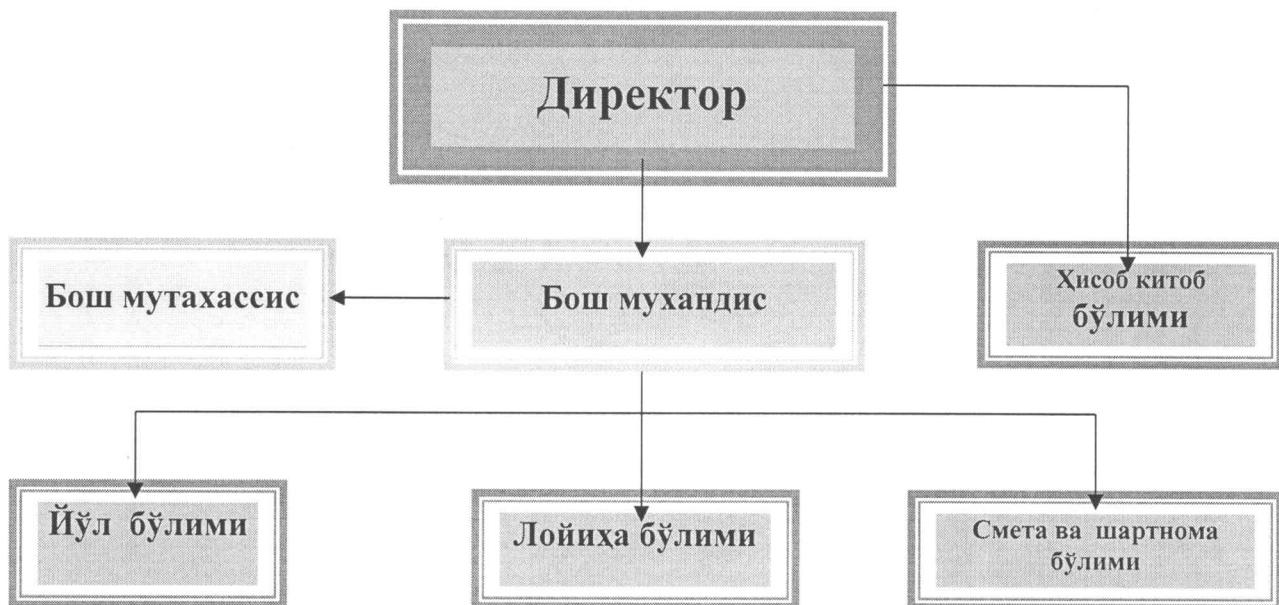 Директор
Бош мутахассис
Бош мухандис
Ҳисоб китоб
бўлими
Йўл бўлими
Лойиҳа бўлими
Смета ва шартнома
бўлими